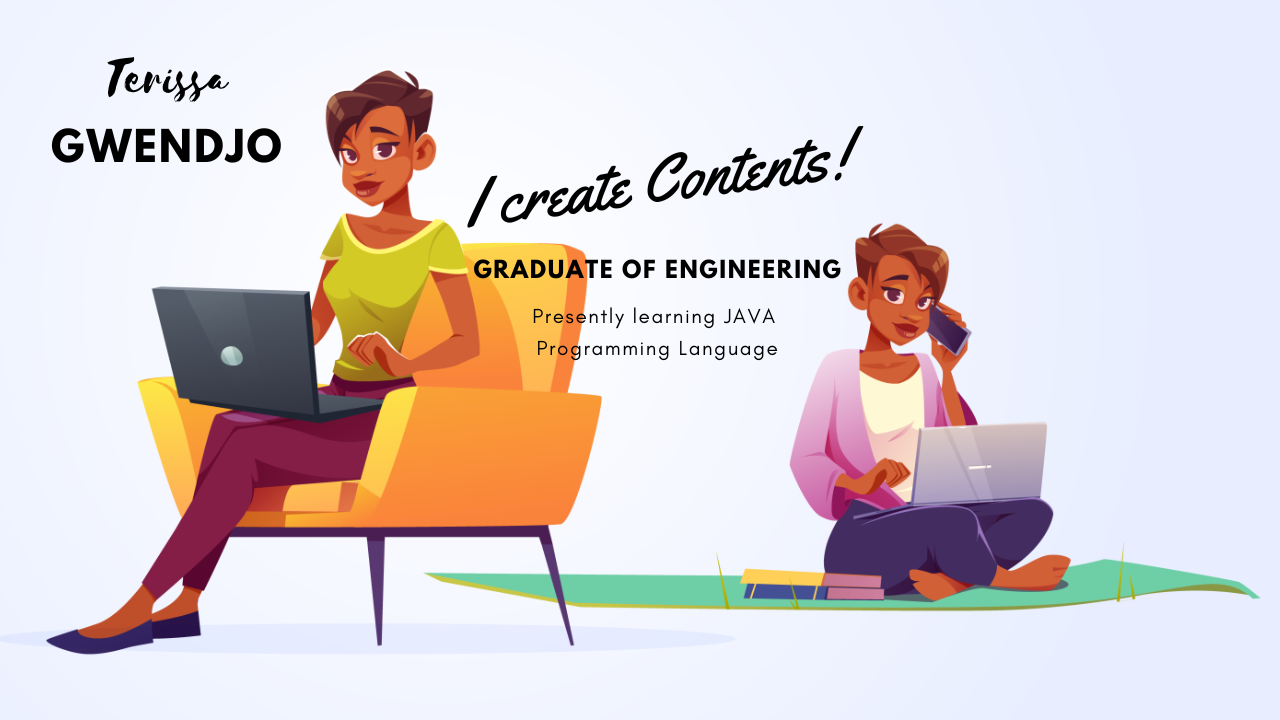 Terissa
GWENDJO
I create Contents!
GRADUATE OF ENGINEERING
Presently learning JAVA
Programming Language